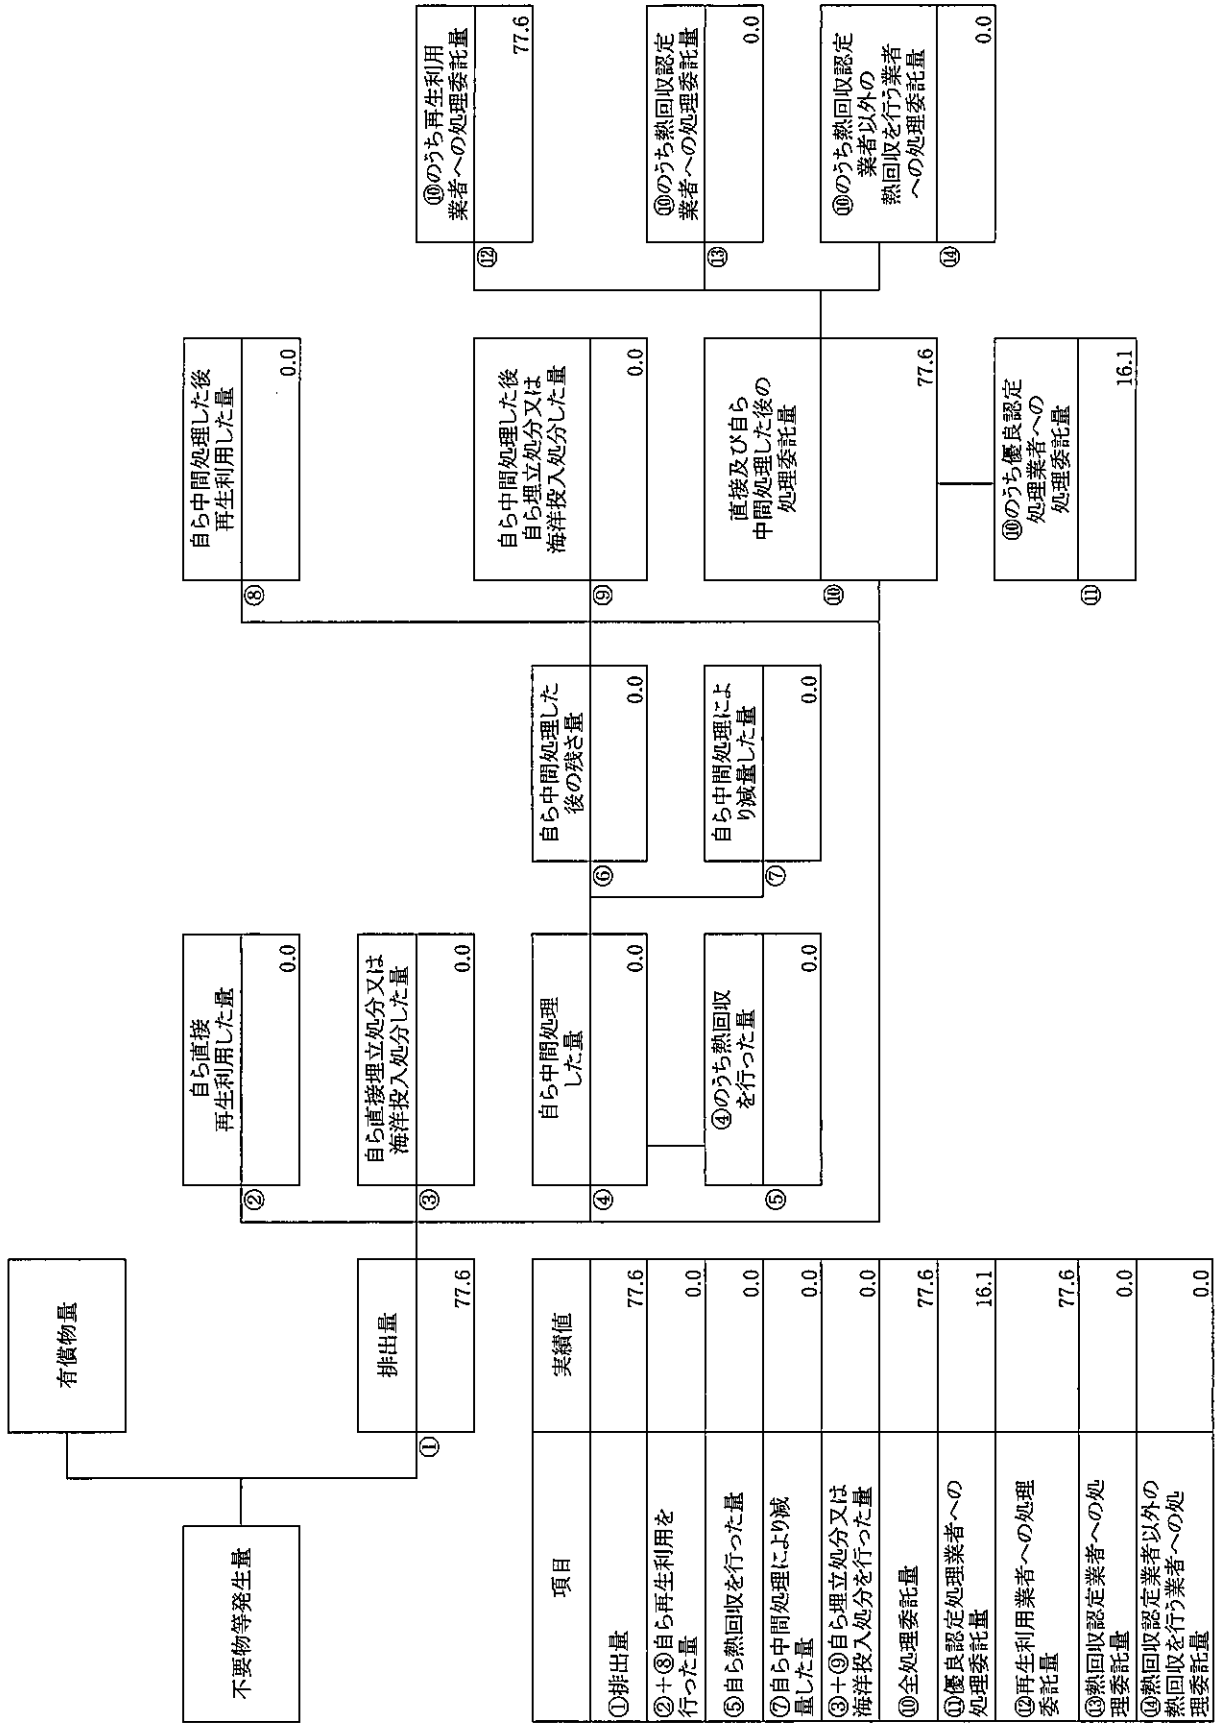 不要物等発生量
有償物量
排出量
①
77.6
自ら直接
再生利用した量
②
0.0
自ら直接埋立処分又は
海洋投入処分した量
③
0.0
自ら中間処理
した量
④
0.0
④のうち熱回収
を行った量
⑤
0.0
自ら中間処理した
後の残さ量
⑥
0.0
自ら中間処理によ
り減量した量
⑦
0.0
自ら中間処理した後
再生利用した量
⑧
0.0
自ら中間処理した後
自ら埋立処分又は
海洋投入処分した量
⑨
0.0
直接及び自ら
中間処理した後の
処理委託量
⑩
77.6
⑩のうち優良認定
処理業者への
処理委託量
⑪
16.1
⑩のうち再生利用
業者への処理委託量
⑫
77.6
⑩のうち熱回収認定
業者への処理委託量
⑬
0.0
⑩のうち熱回収認定
業者以外の
熱回収を行う業者
への処理委託量
⑭
0.0
項目 実績値
①排出量 77.6
②+⑧自ら再生利用を
行った量 0.0
⑤自ら熱回収を行った量 0.0
⑦自ら中間処理により減
量した量 0.0
③+⑨自ら埋立処分又は
海洋投入処分を行った量 0.0
⑩全処理委託量 77.6
⑪優良認定処理業者への
処理委託量 16.1
⑫再生利用業者への処理
委託量 77.6
⑬熱回収認定業者への処
理委託量 0.0
⑭熱回収認定業者以外の
熱回収を行う業者への処
理委託量 0.0